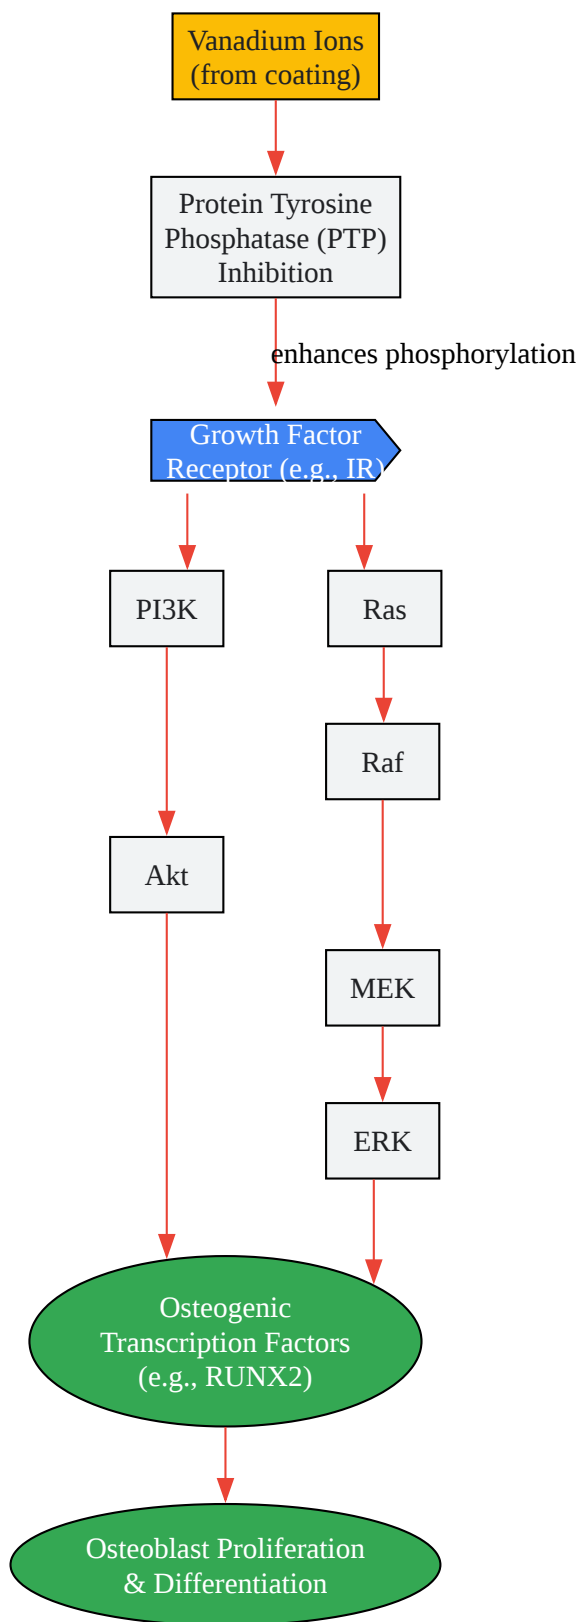 Vanadium Ions
(from coating)
Protein Tyrosine
Phosphatase (PTP)
Inhibition
enhances phosphorylation
Growth Factor
Receptor (e.g., IR)
PI3K
Ras
Raf
Akt
MEK
ERK
Osteogenic
Transcription Factors
(e.g., RUNX2)
Osteoblast Proliferation
& Differentiation